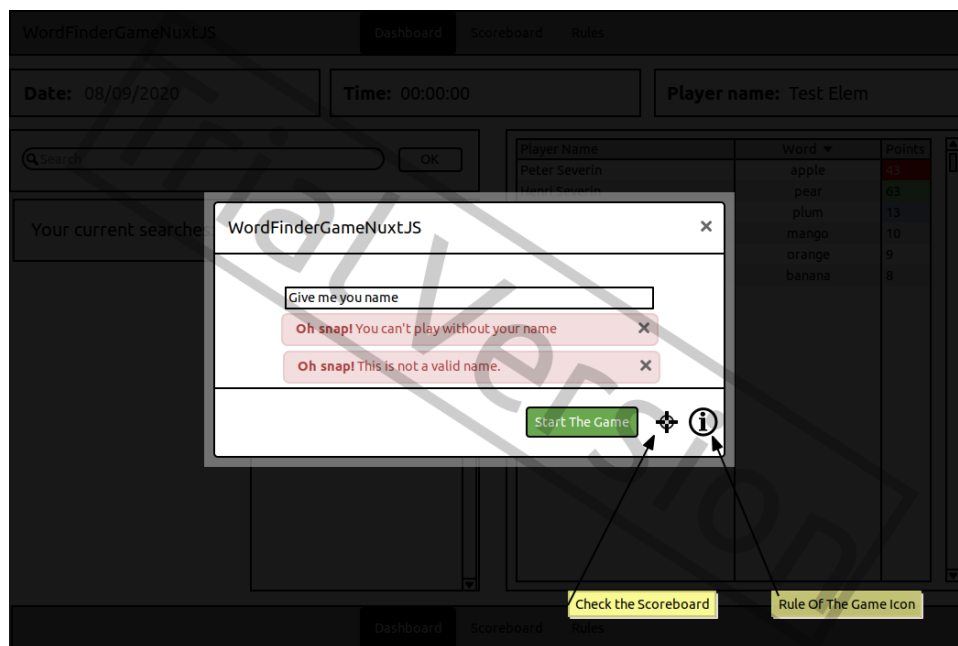 WordFinderGameNuxtJS Dashboard Scoreboard Rules
Date: 08/09/2020 Time: 00:00:00 Player name: Test Elem
Search OK
Player Name Word ▼ Points
Peter Severin apple 43
Henri Severin pear 63
plum 13
mango 10
orange 9
banana 8
Your current searches
WordFinderGameNuxtJS ×
Give me you name
Oh snap! You can't play without your name ×
Oh snap! This is not a valid name. ×
Start The Game
Check the Scoreboard Rule Of The Game Icon
Dashboard Scoreboard Rules
Trial Version